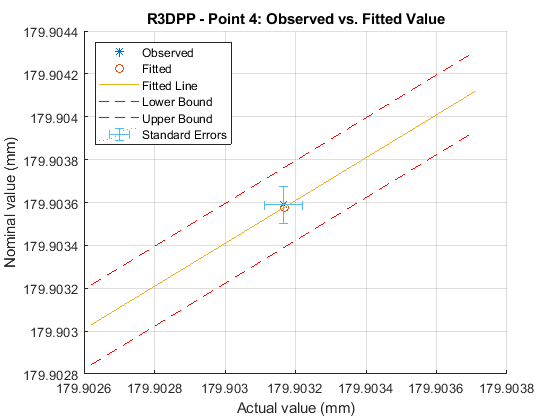 R3DPP - Point 4: Observed vs. Fitted Value
179.9044
179.9042
179.904
179.9038
179.9036
179.9034
179.9032
179.903
179.9028
Nominal value (mm)
Observed
Fitted
Fitted Line
Lower Bound
Upper Bound
Standard Errors
179.9026 179.9028 179.903 179.9032 179.9034 179.9036 179.9038
Actual value (mm)